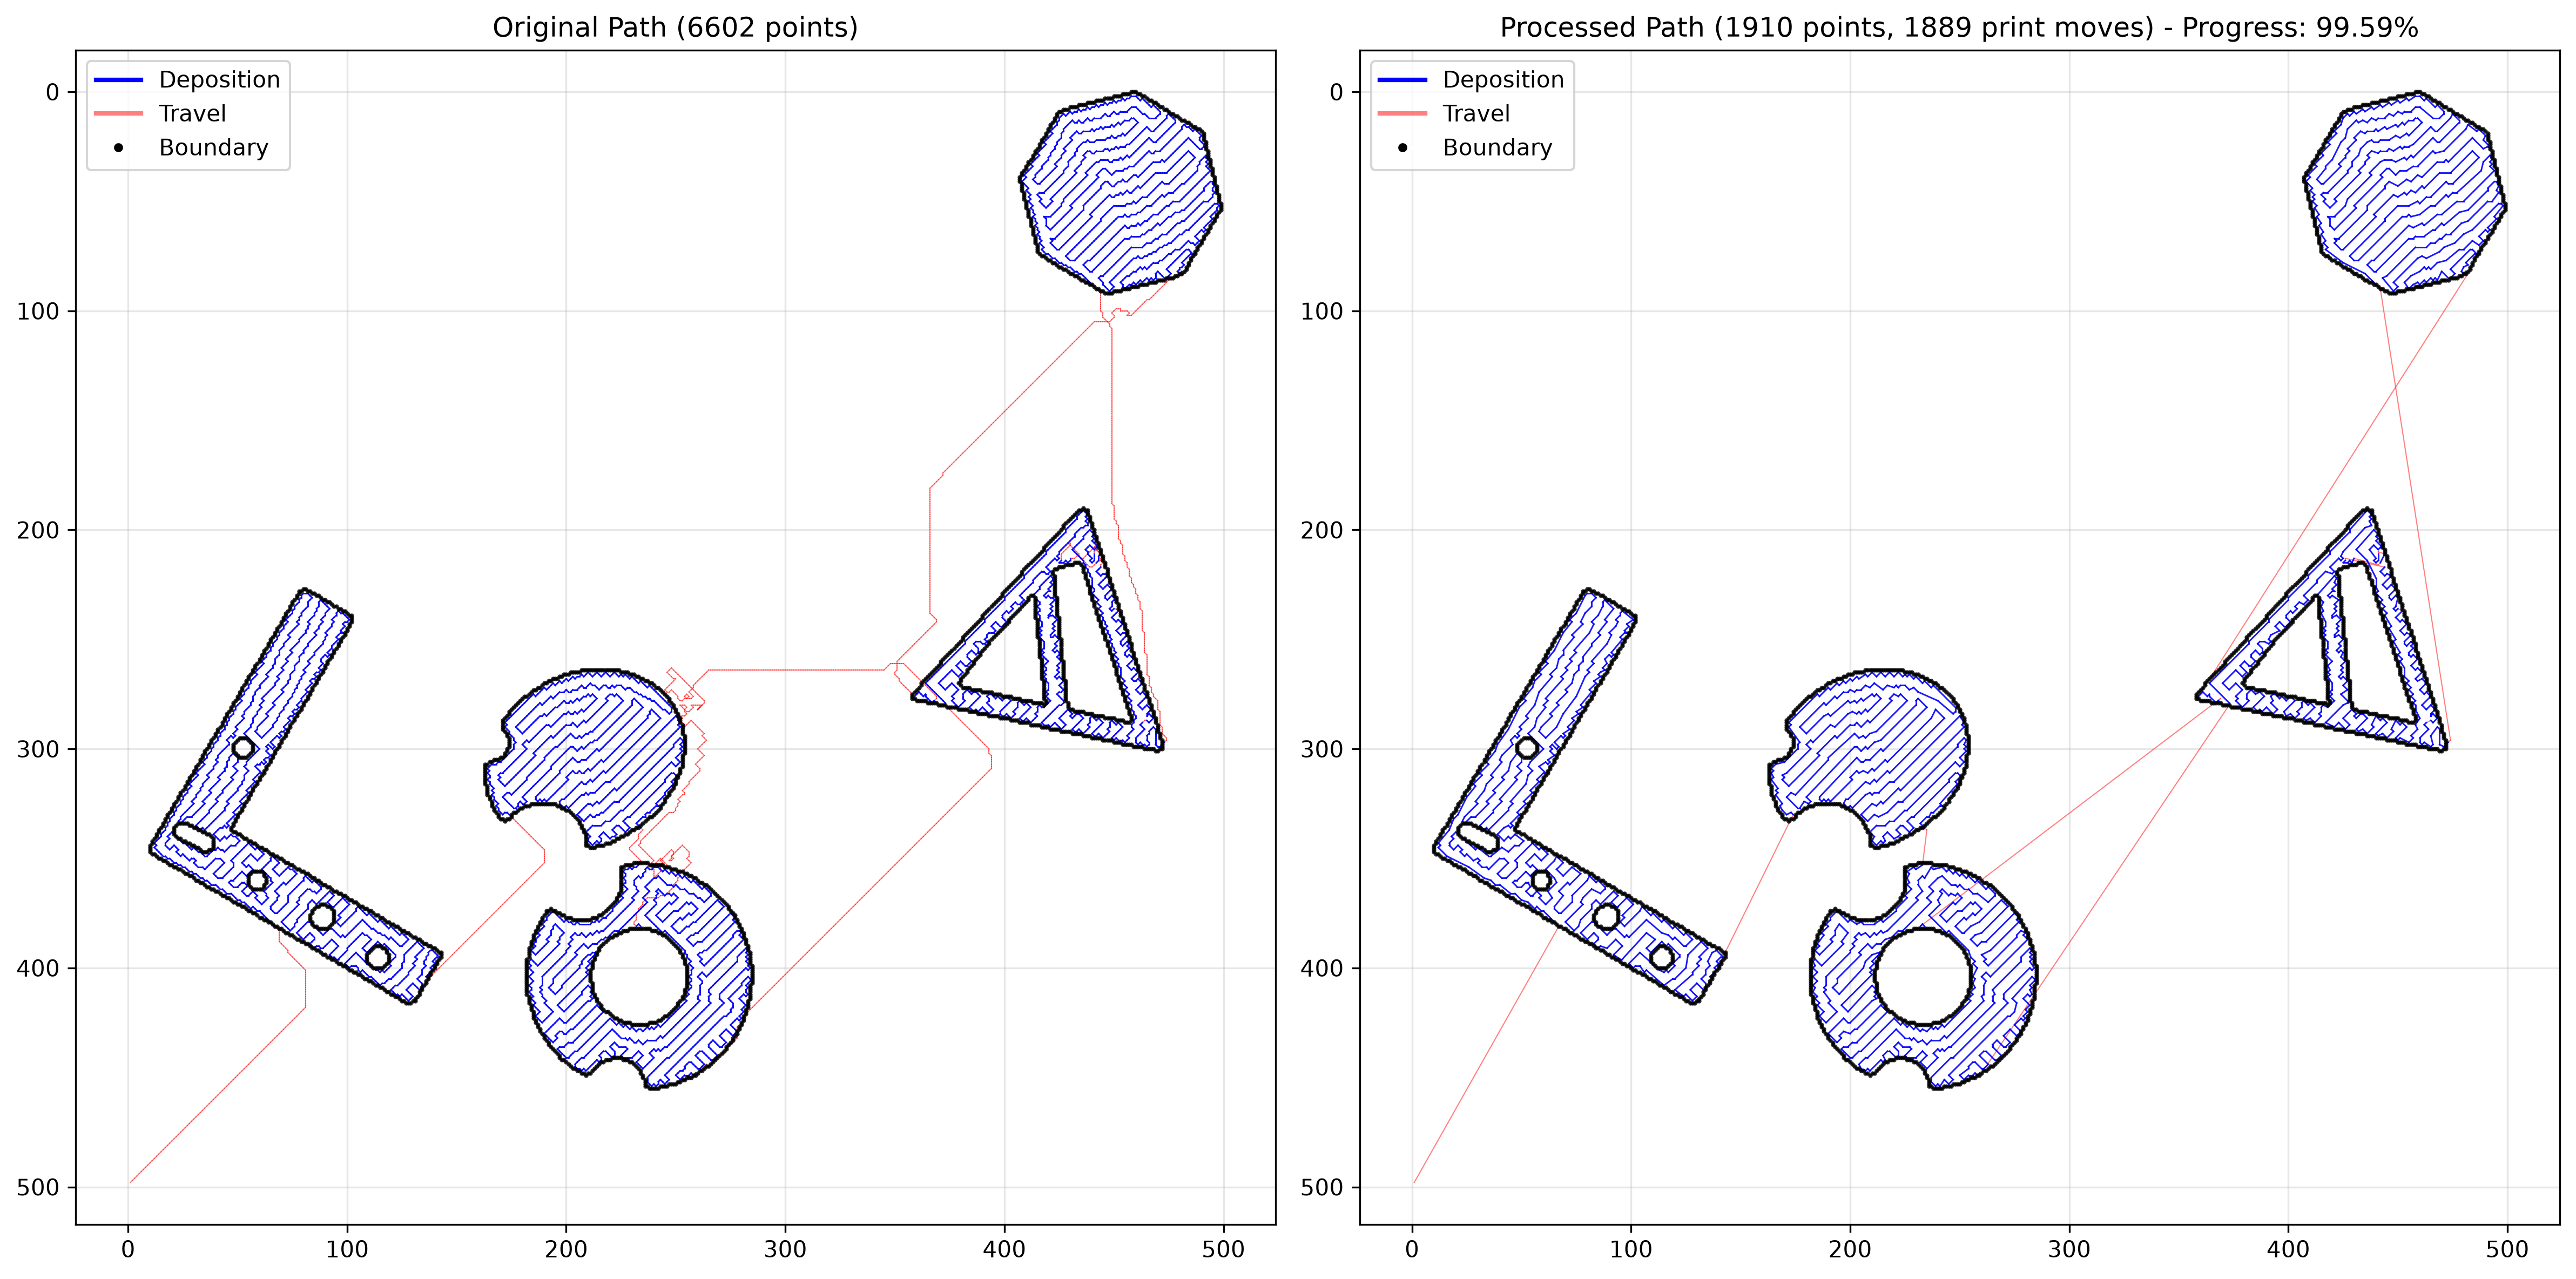 Original Path (6602 points)
Deposition
Travel
Boundary
0
100
200
300
400
500
0 100 200 300 400 500
Processed Path (1910 points, 1889 print moves) - Progress: 99.59%
Deposition
Travel
Boundary
0
100
200
300
400
500
0 100 200 300 400 500